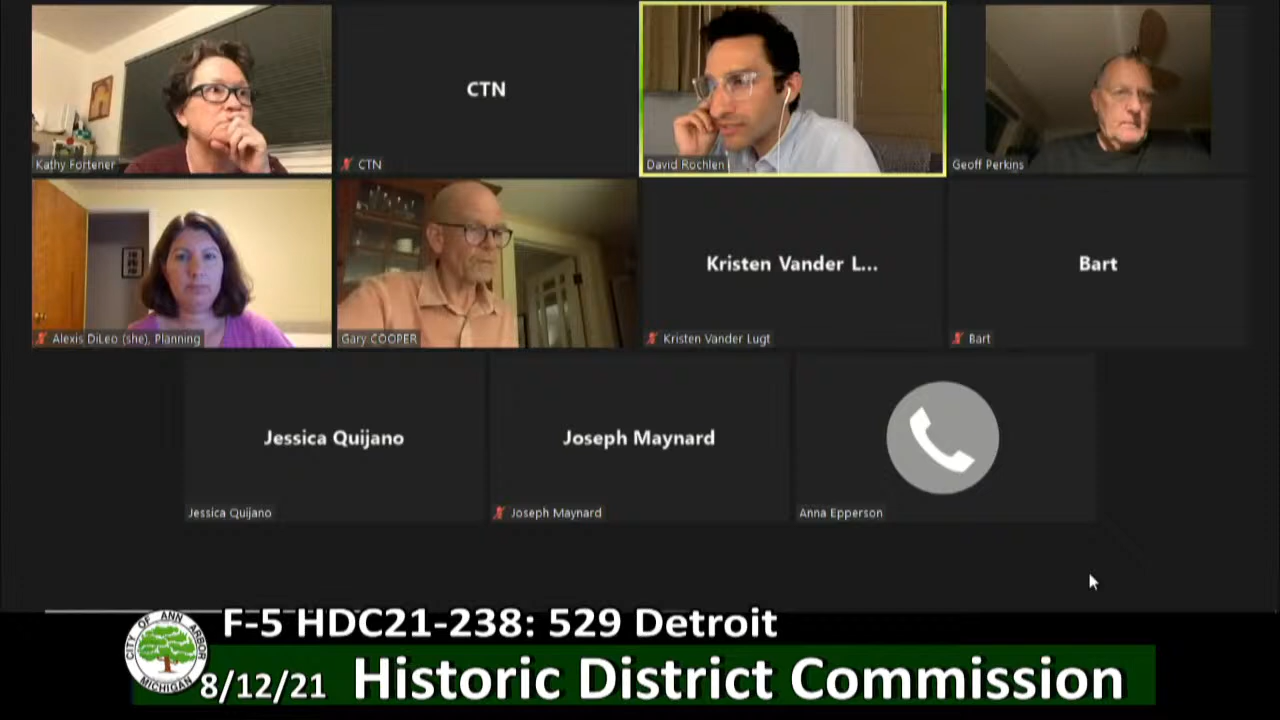 CTN
Kathy Fortener
CTN
David Rochlen
Geoff Perkins
Kristen Vander L...
Bart
Alexis DiLeo (she), Planning
Gary COOPER
Kristen Vander Lugt
Bart
Jessica Quijano
Joseph Maynard
Jessica Quijano
Joseph Maynard
Anna Epperson
F-5 HDC21-238: 529 Detroit
CITY OF ANN ARBOR
MICHIGAN
8/12/21 Historic District Commission